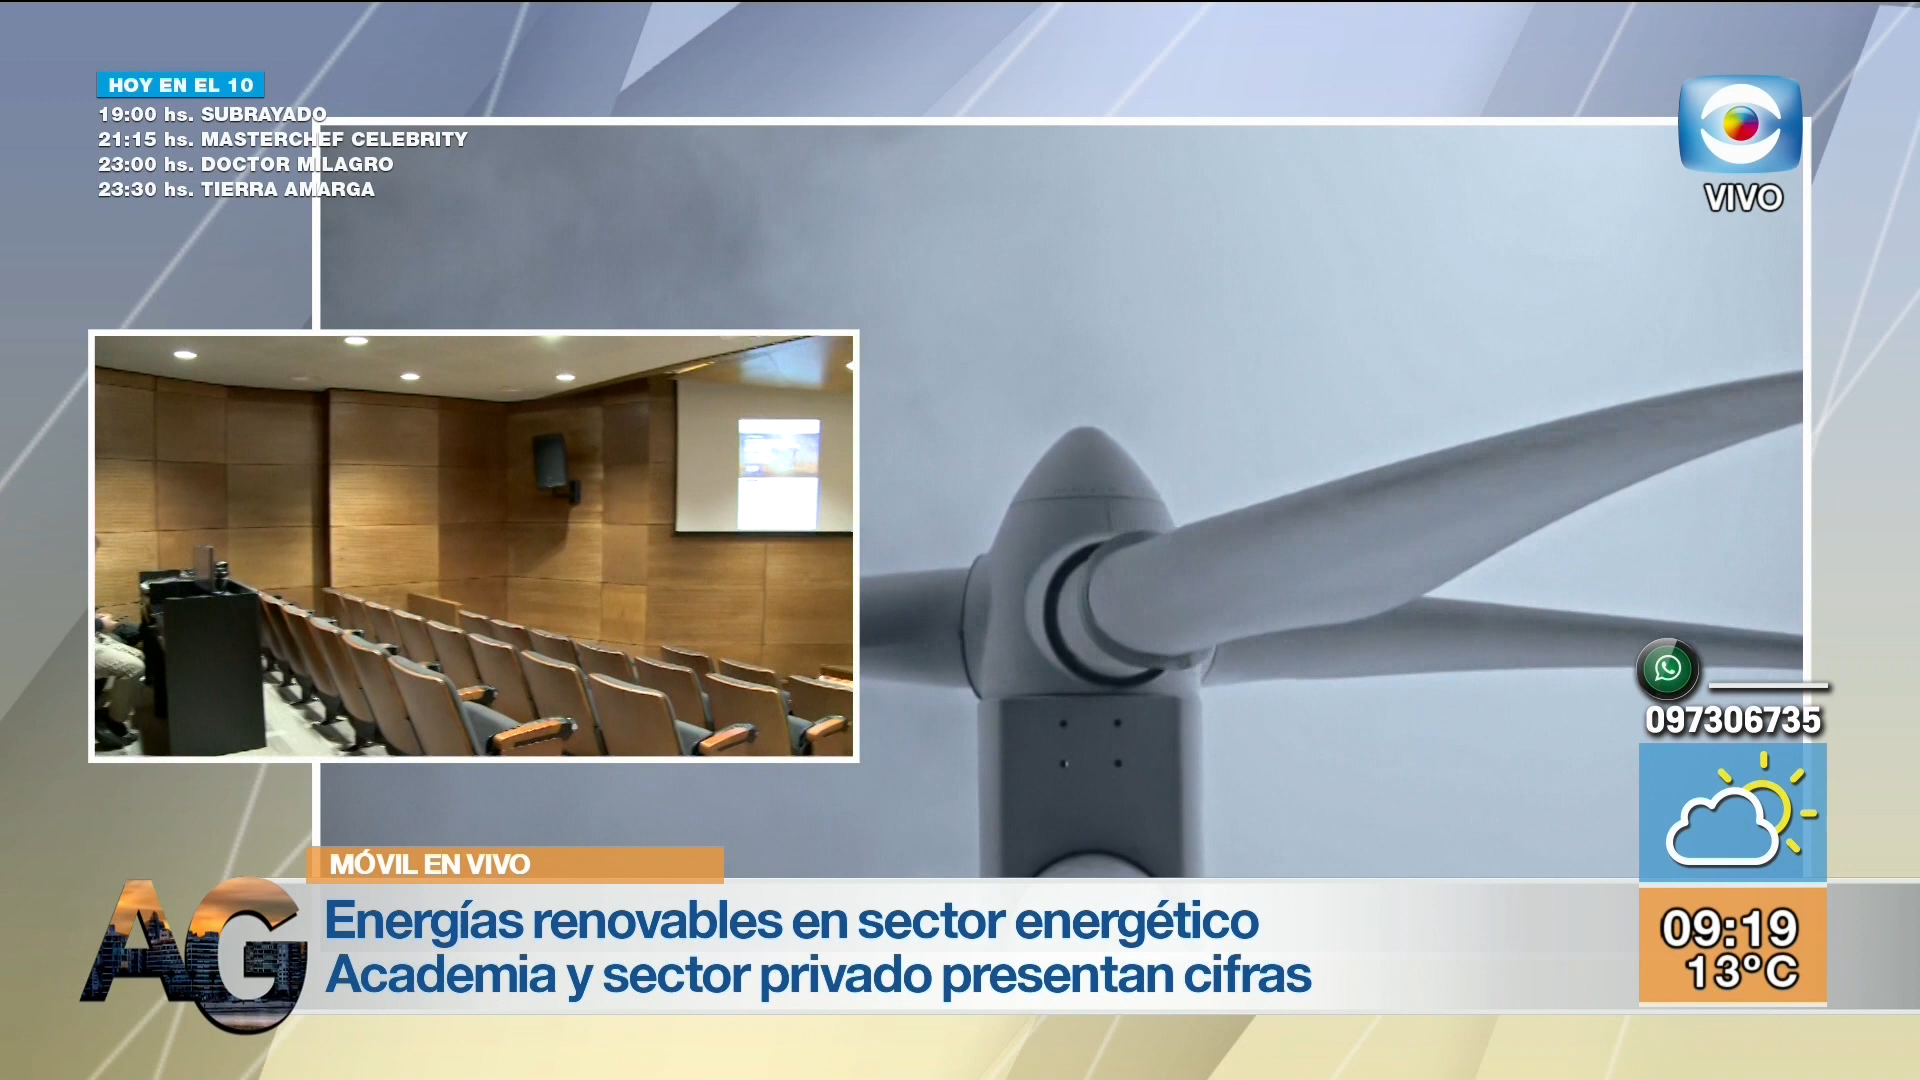 HOY EN EL 10
19:00 hs. SUBRAYADO
21:15 hs. MASTERCHEF CELEBRITY
23:00 hs. DOCTOR MILAGRO
23:30 hs. TIERRA AMARGA
VIVO
097306735
MÓVIL EN VIVO
AG
Energías renovables en sector energético
Academia y sector privado presentan cifras
09:19
13°C